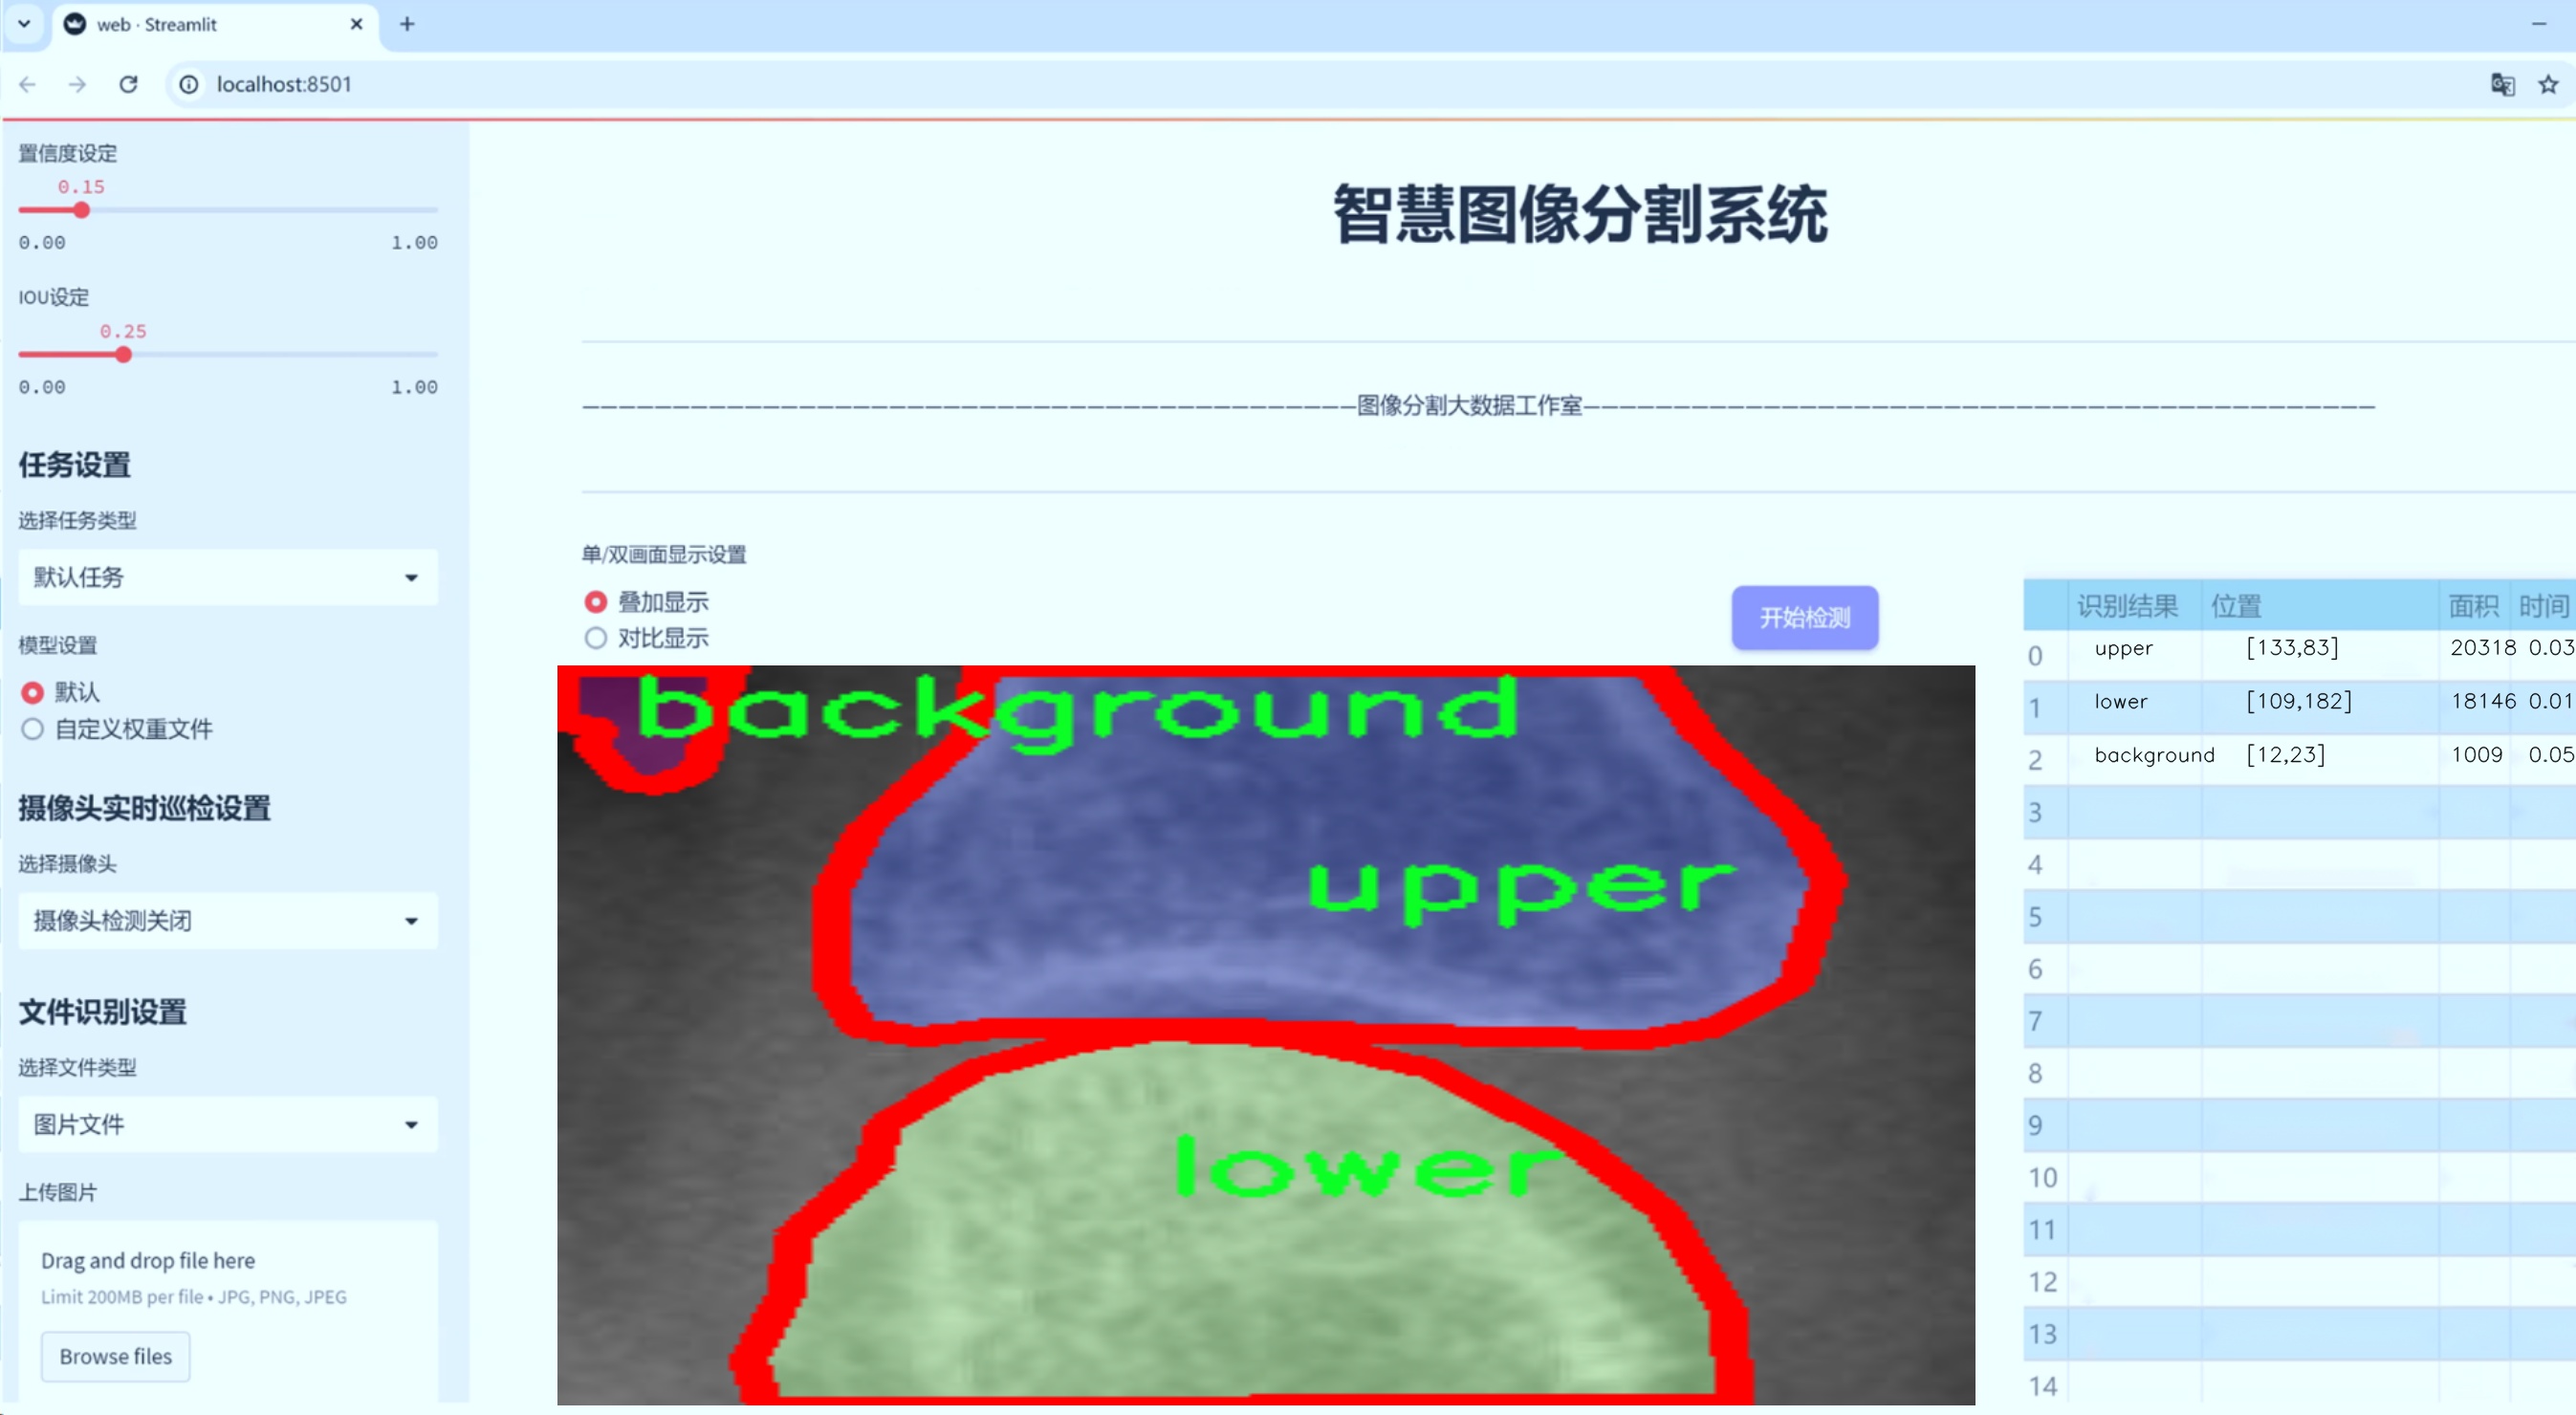 web · Streamlit
localhost:8501
置信度设定
0.15
0.00 1.00
IOU设定
0.25
0.00 1.00
任务设置
选择任务类型
默认任务
模型设置
默认
自定义权重文件
摄像头实时巡检设置
选择摄像头
摄像头检测关闭
文件识别设置
选择文件类型
图片文件
上传图片
Drag and drop file here
Limit 200MB per file • JPG, PNG, JPEG
Browse files
智慧图像分割系统
图像分割大数据工作室
单/双画面显示设置
叠加显示
对比显示
开始检测
background
upper
lower
识别结果 位置 面积 时间
0 upper [133,83] 20318 0.03
1 lower [109,182] 18146 0.01
2 background [12,23] 1009 0.05
3
4
5
6
7
8
9
10
11
12
13
14